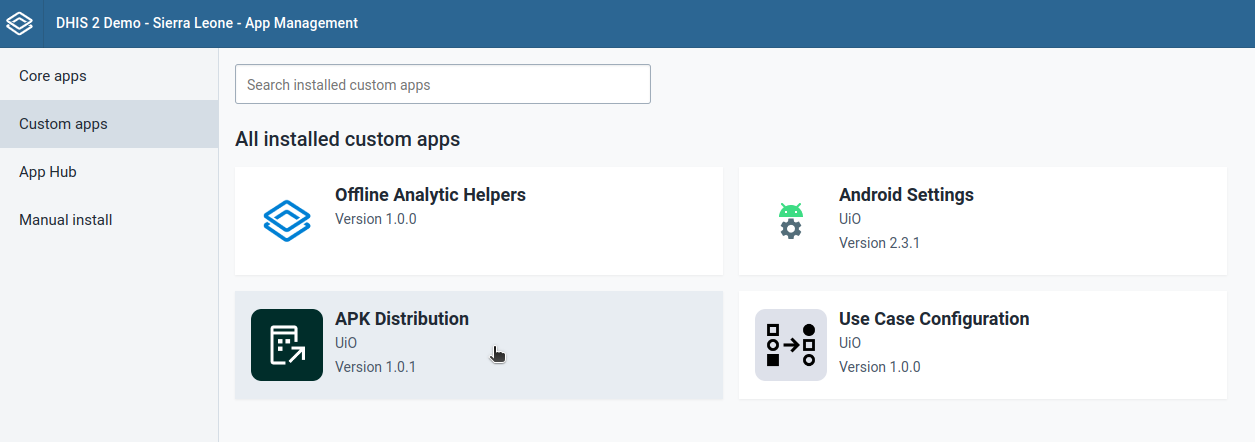 DHIS 2 Demo - Sierra Leone - App Management
Core apps
Custom apps
App Hub
Manual install
Search installed custom apps
All installed custom apps
Offline Analytic Helpers
Version 1.0.0
Android Settings
UiO
Version 2.3.1
APK Distribution
UiO
Version 1.0.1
Use Case Configuration
UiO
Version 1.0.0